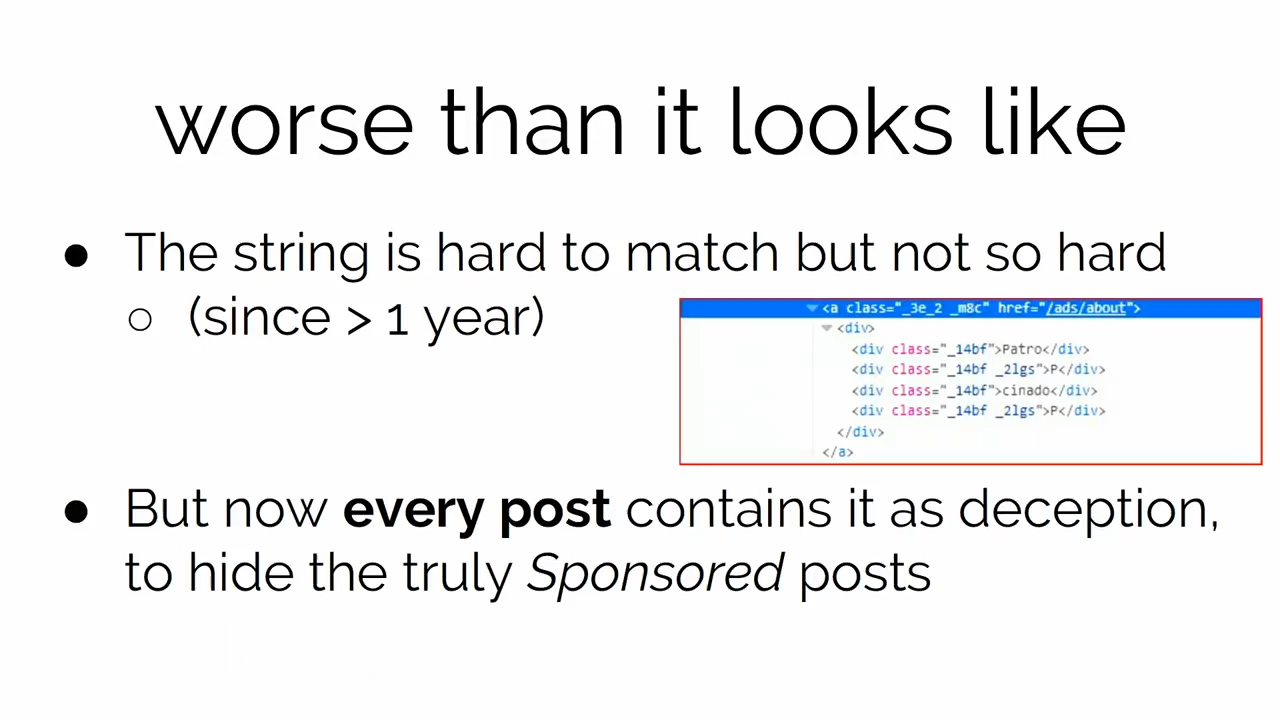 worse than it looks like
● The string is hard to match but not so hard
○ (since > 1 year)
<a class="_3e_2 _m8c" href="/ads/about">
<div>
<div class="_14bf">Patro</div>
<div class="_14bf _2lgs">P</div>
<div class="_14bf">cinado</div>
<div class="_14bf _2lgs">P</div>
</div>
</a>
● But now every post contains it as deception,
to hide the truly Sponsored posts